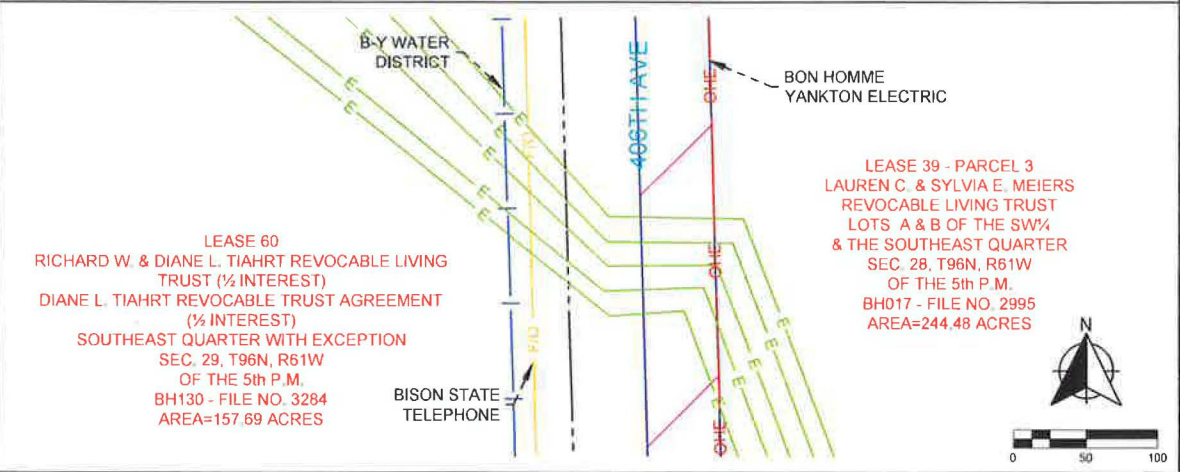 B-Y WATER
DISTRICT
406TH AVE
BON HOMME
YANKTON ELECTRIC
E
E
E
E
E
E
E
E
E
E
OHE
F/O
LEASE 39 - PARCEL 3
LAUREN C. & SYLVIA E. MEIERS
REVOCABLE LIVING TRUST
LOTS A & B OF THE SW¼
& THE SOUTHEAST QUARTER
SEC. 28, T96N, R61W
OF THE 5th P.M.
BH017 - FILE NO. 2995
AREA=244.48 ACRES
LEASE 60
RICHARD W. & DIANE L. TIAHRT REVOCABLE LIVING
TRUST (½ INTEREST)
DIANE L. TIAHRT REVOCABLE TRUST AGREEMENT
(½ INTEREST)
SOUTHEAST QUARTER WITH EXCEPTION
SEC. 29, T96N, R61W
OF THE 5th P.M.
BH130 - FILE NO. 3284
AREA=157.69 ACRES
OHE
E
E
E
E
E
F/O
BISON STATE
TELEPHONE
OHE
N
0 50 100